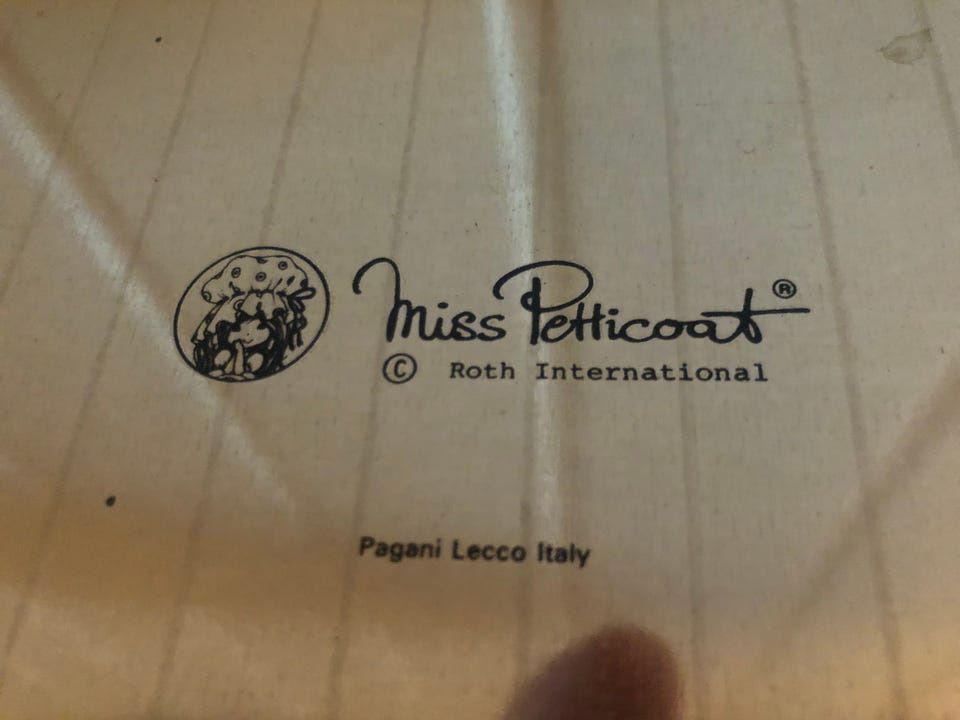 Miss Petticoat ®
© Roth International
Pagani Lecco Italy